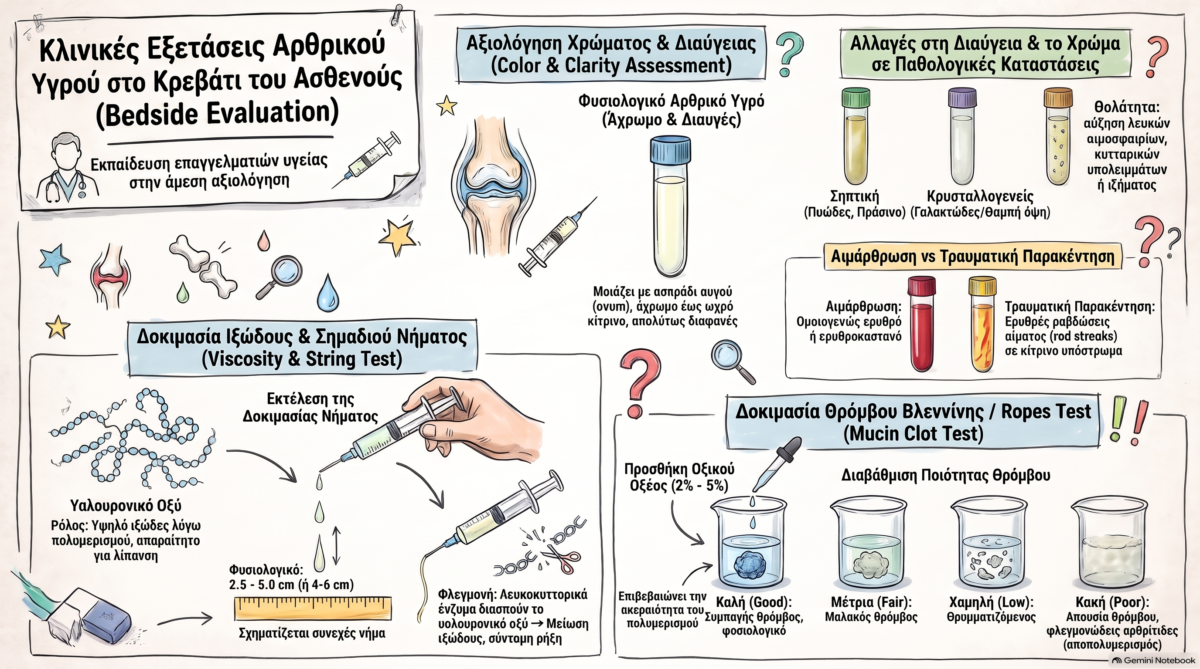 Κλινικές Εξετάσεις Αρθρικού
Υγρού στο Κρεβάτι του Ασθενούς
(Bedside Evaluation)
Εκπαίδευση επαγγελματιών υγείας
στην άμεση αξιολόγηση
Αξιολόγηση Χρώματος & Διαύγειας
(Color & Clarity Assessment)
Φυσιολογικό Αρθρικό Υγρό
(Άχρωμο & Διαυγές)
Μοιάζει με ασπράδι αυγού
(ovum), άχρωμο έως ωχρό
κίτρινο, απολύτως διαφανές
Αλλαγές στη Διαύγεια & το Χρώμα
σε Παθολογικές Καταστάσεις
Θολάτητα:
αύζηση λευκών
αιμοσφαιρίων,
κυτταρικών
υπολειμμάτων
ή ιζήματος
Σηπτική
(Πυώδες, Πράσινο)
Κρυσταλλογενείς
(Γαλακτώδες/Θαμπή όψη)
Αιμάρθρωση vs Τραυματική Παρακέντηση
Αιμάρθρωση:
Ομοιογενώς ερυθρό
ή ερυθροκαστανό
Τραυματική Παρακέντηση:
Ερυθρές ραβδώσεις
αίματος (rod streaks)
σε κίτρινο υπόστρωμα
Δοκιμασία Ιξώδους & Σημαδιού Νήματος
(Viscosity & String Test)
Εκτέλεση της
Δοκιμασίας Νήματος
Υαλουρονικό Οξύ
Ρόλος: Υψηλό ιξώδες λόγω
πολυμερισμού, απαραίτητο
για λίπανση
Φυσιολογικό:
2.5 - 5.0 cm (ή 4-6 cm)
Σχηματίζεται συνεχές νήμα
Φλεγμονή: Λευκοκυτταρικά
ένζυμα διασπούν το
υολουρονικό οξύ → Μείωση
ιξώδους, σύντομη ρήξη
Δοκιμασία Θρόμβου Βλεννίνης / Ropes Test
(Mucin Clot Test)
Προσθήκη Οξικού
Οξέος (2% - 5%)
Διαβάθμιση Ποιότητας Θρόμβου
Επιβεβαιώνει την
ακεραιότητα του
πολυμερισμού
Καλή (Good):
Συμπαγής θρόμβος,
φοσιολογικό
Μέτρια (Fair):
Μαλακός θρόμβος
Χαμηλή (Low):
Θρυμματιζόμενος
Κακή (Poor):
Απουσία θρόμβου,
φλεγμονώδεις αρθρίτιδες
(αποπολυμερισμός)
Gemini Notebook